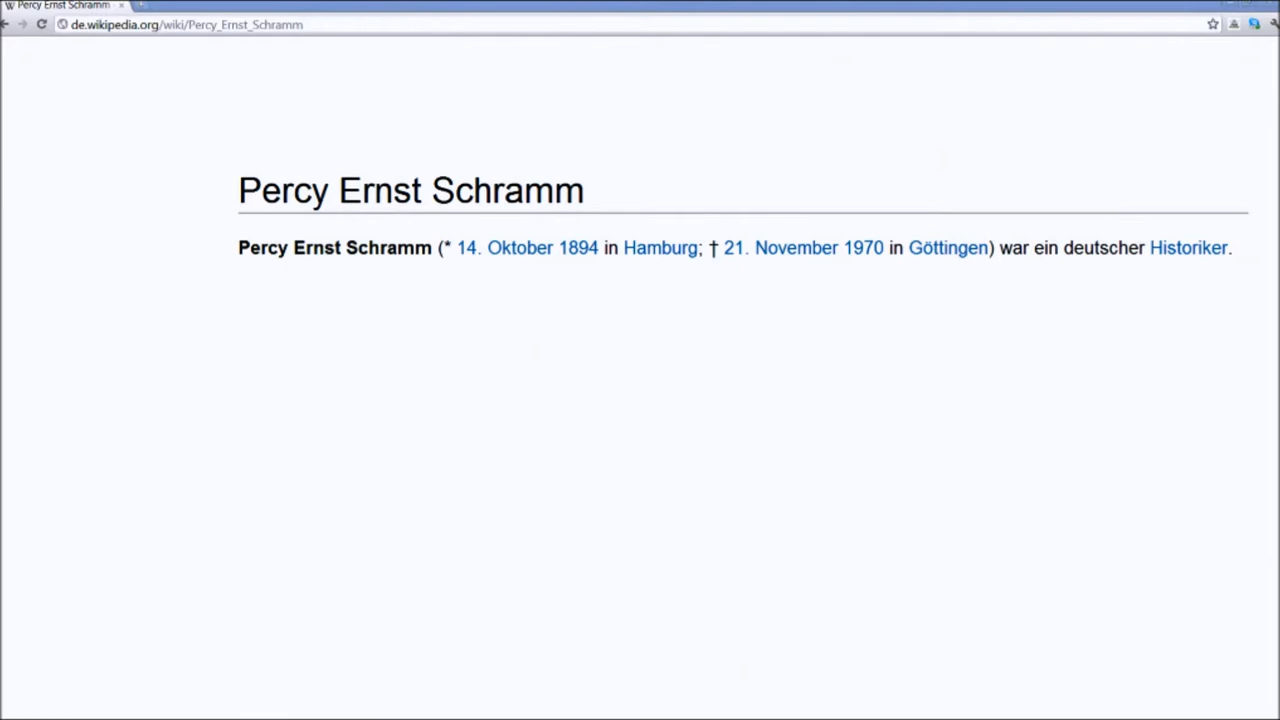 Percy Ernst Schramm
de.wikipedia.org/wiki/Percy_Ernst_Schramm
Percy Ernst Schramm
Percy Ernst Schramm (* 14. Oktober 1894 in Hamburg; † 21. November 1970 in Göttingen) war ein deutscher Historiker.